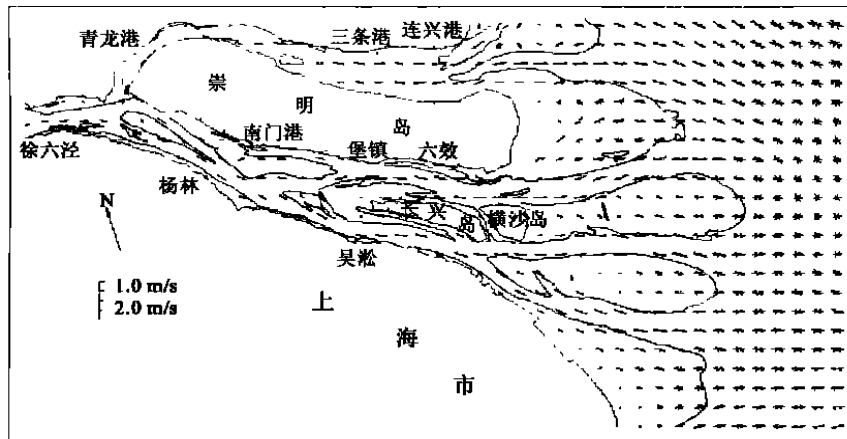 青龙港
三条港
连兴港
崇明岛
南门港
堡镇
六效
徐六泾
杨林
长兴岛
横沙岛
吴淞
N
1.0 m/s
2.0 m/s
上海市